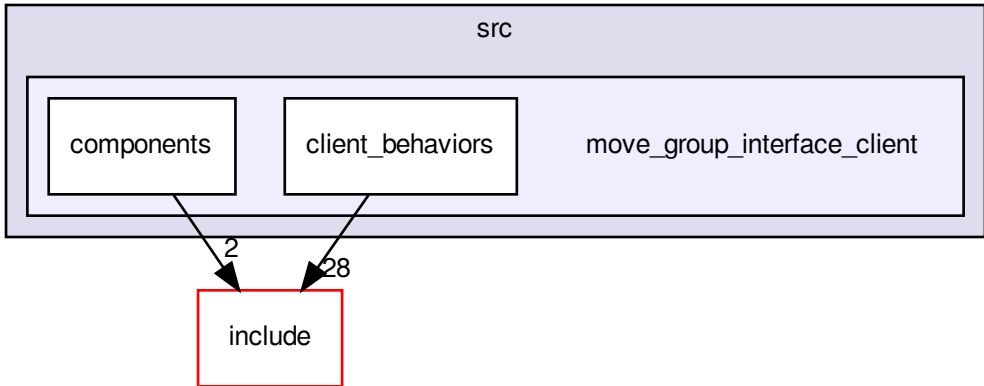 src
components
client_behaviors
move_group_interface_client
2
28
include